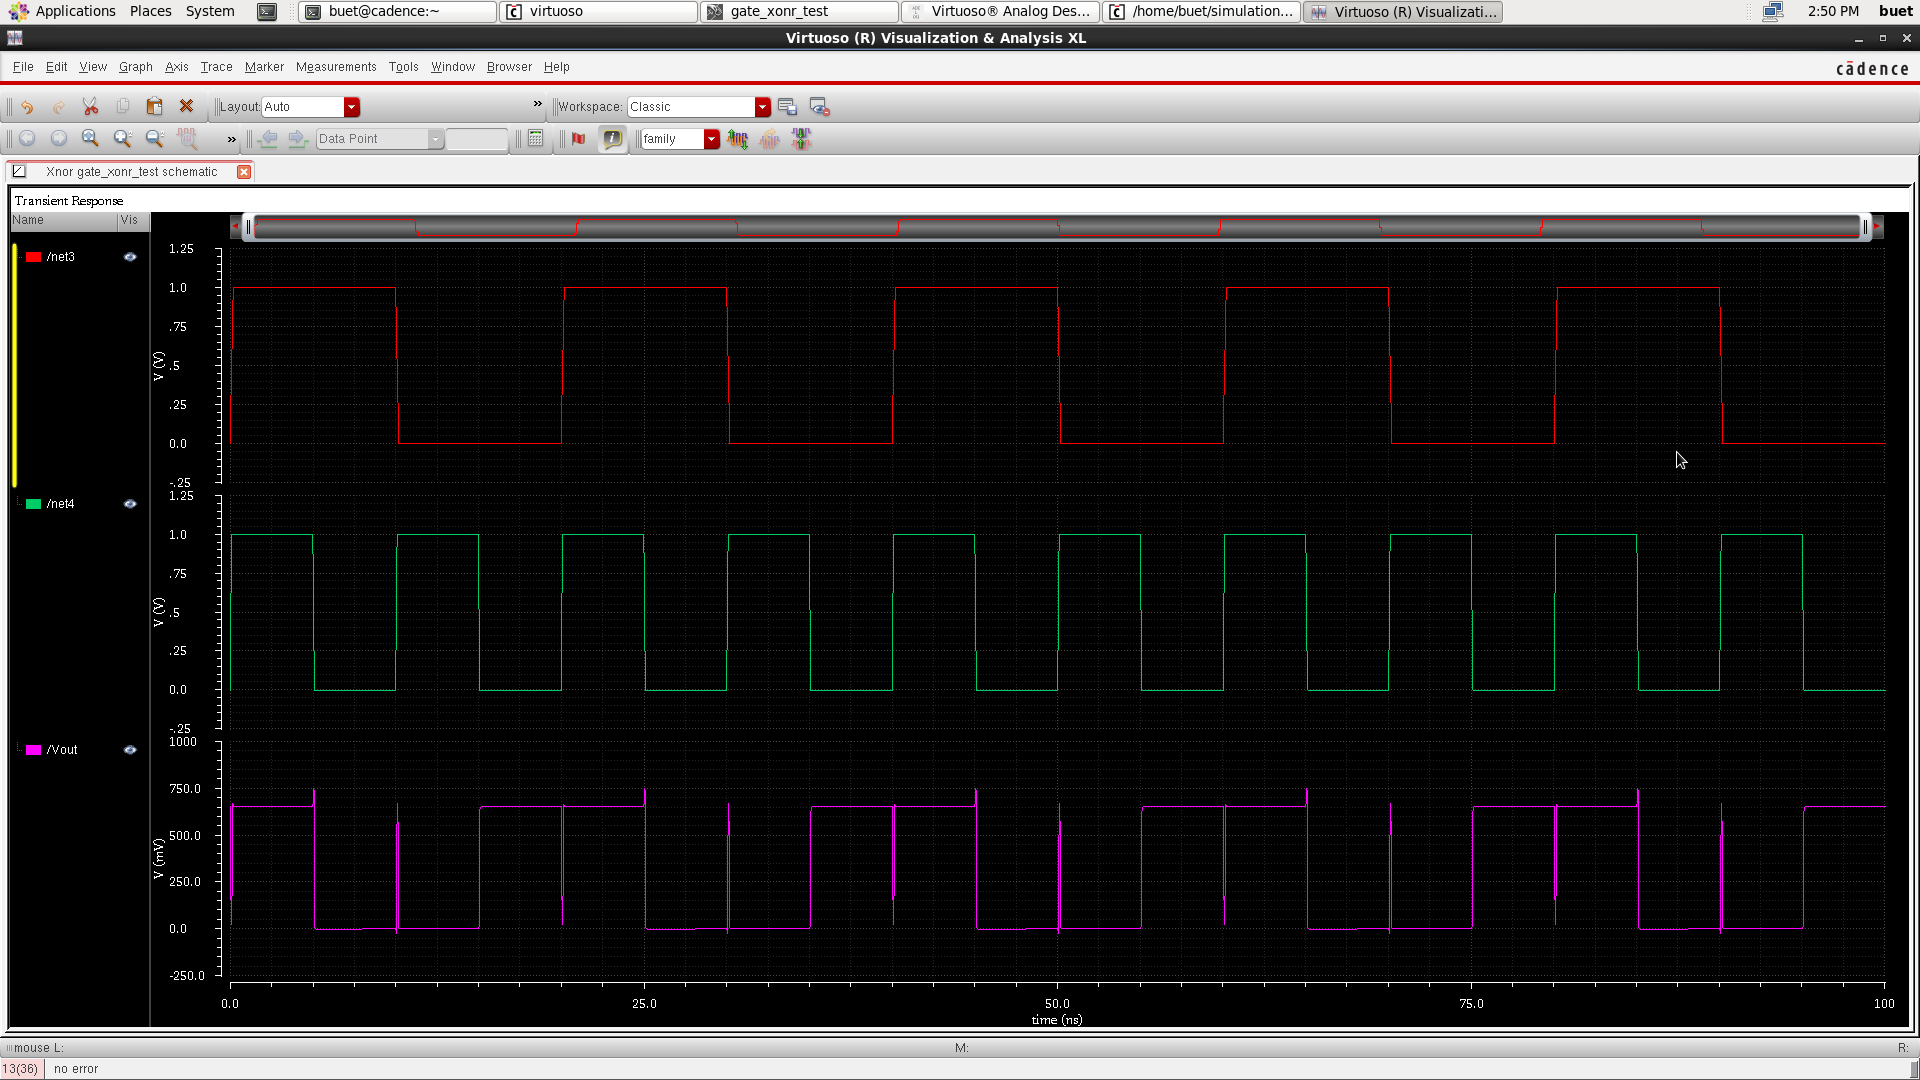 Applications Places System buet@cadence:~ virtuoso gate_xonr_test Virtuoso® Analog Des... /home/buet/simulation... Virtuoso (R) Visualizati... 2:50 PM buet
Virtuoso (R) Visualization & Analysis XL
File Edit View Graph Axis Trace Marker Measurements Tools Window Browser Help cādence
Layout: Auto » Workspace: Classic
» Data Point family
Xnor gate_xonr_test schematic
Transient Response
Name Vis
/net3
1.25
1.0
.75
.5
.25
0.0
-.25
V (V)
/net4
1.25
1.0
.75
.5
.25
0.0
-.25
V (V)
/Vout
1000
750.0
500.0
250.0
0.0
-250.0
V (mV)
0.0 25.0 50.0 75.0 100
time (ns)
mouse L: M: R:
13(36) no error